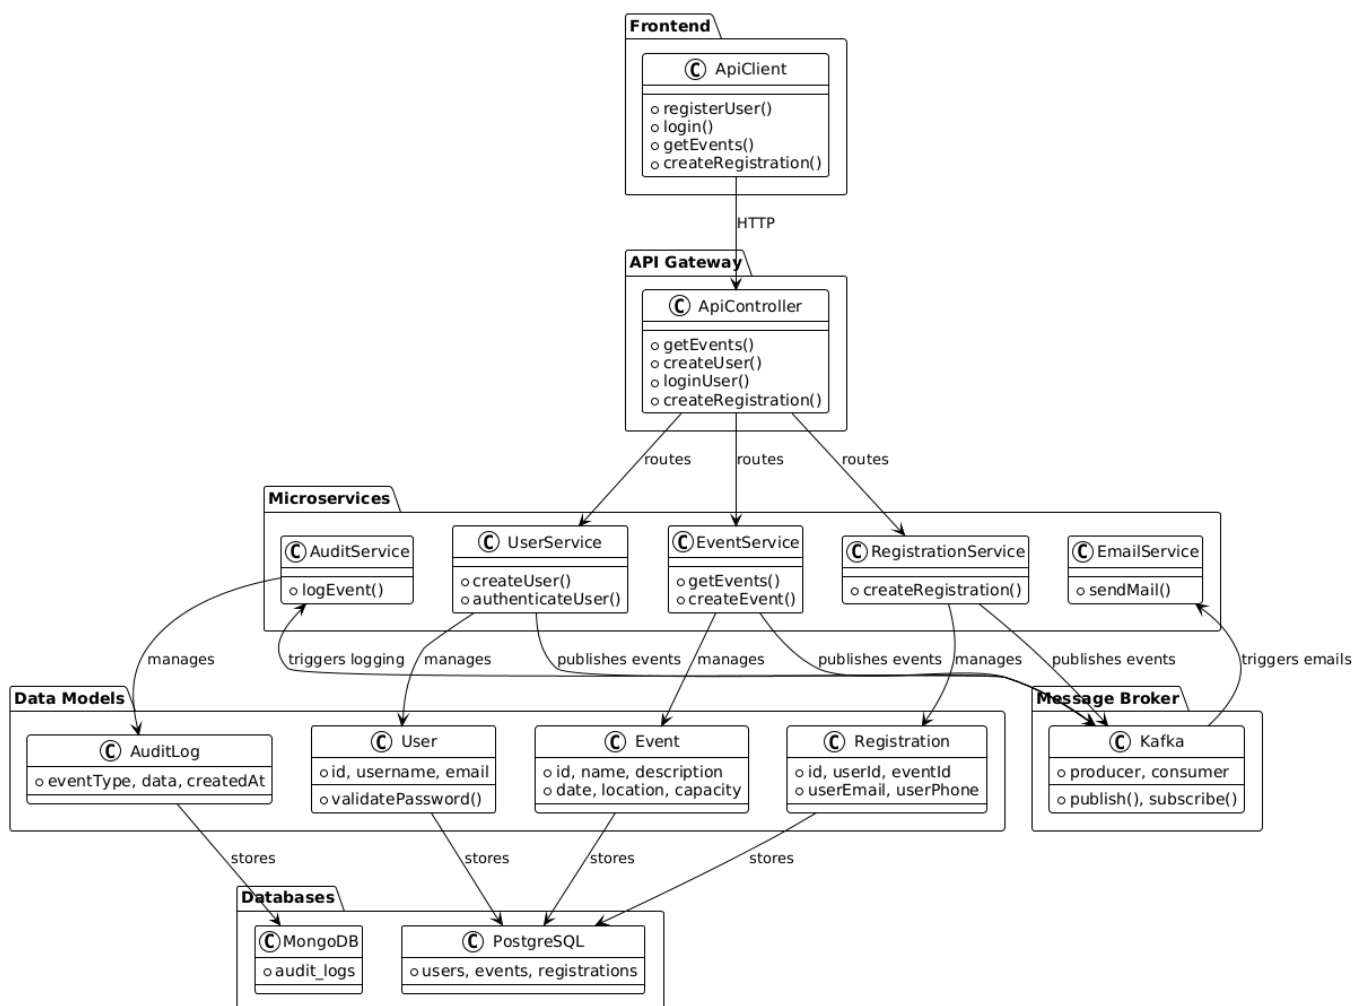 Frontend
C ApiClient
registerUser()
login()
getEvents()
createRegistration()
HTTP
API Gateway
C ApiController
getEvents()
createUser()
loginUser()
createRegistration()
routes
routes
routes
Microservices
C AuditService
logEvent()
C UserService
createUser()
authenticateUser()
C EventService
getEvents()
createEvent()
C RegistrationService
createRegistration()
C EmailService
sendMail()
manages
triggers logging
manages
publishes events
manages
publishes events
manages
publishes events
triggers emails
Data Models
C AuditLog
eventType, data, createdAt
C User
id, username, email
validatePassword()
C Event
id, name, description
date, location, capacity
C Registration
id, userId, eventId
userEmail, userPhone
Message Broker
C Kafka
producer, consumer
publish(), subscribe()
stores
stores
stores
stores
Databases
C MongoDB
audit_logs
C PostgreSQL
users, events, registrations